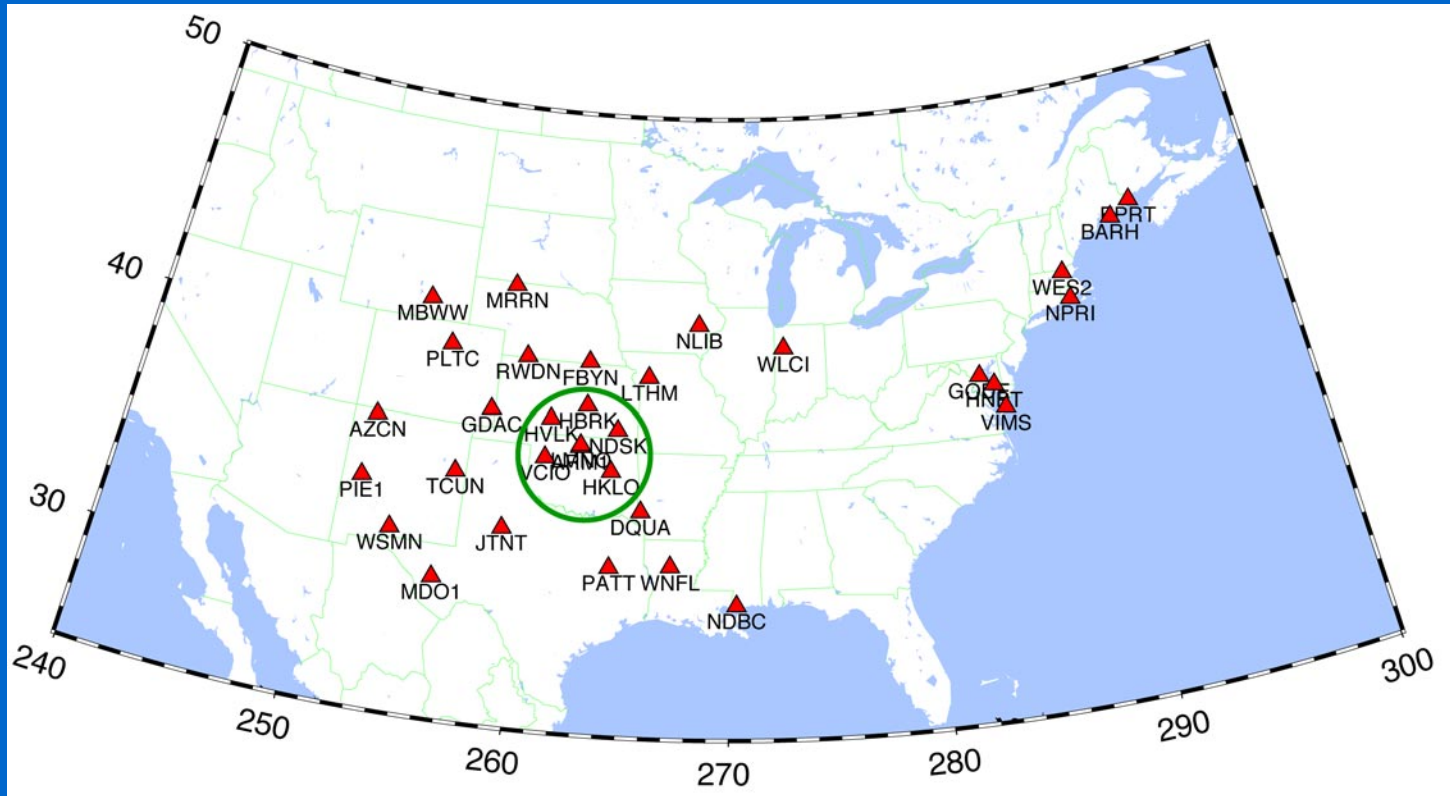 50
EPRT
BARH
40
WES2
MBWW
MRRN
NPRI
NLIB
PLTC
WLCI
RWDN
FBYN
LTHM
GDAC
HBRK
VIMS
AZCN
HVLK
NDSK
VCIO
HKLO
PIE1
TCUN
30
DQUA
WSMN
JTNT
PATT
WNFL
MDO1
NDBC
240
300
250
290
260
280
270